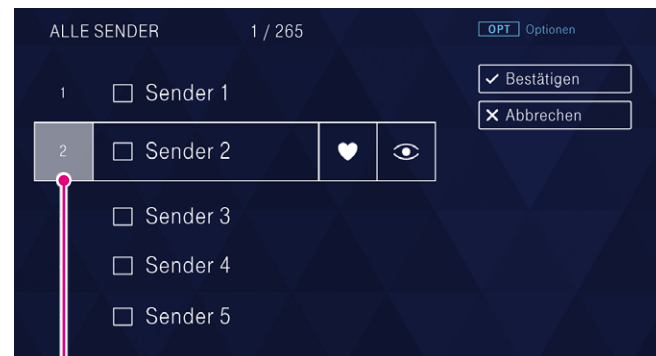 ALLE SENDER 1 / 265
OPT Optionen
Bestätigen
Abbrechen
1 Sender 1
2 Sender 2
Sender 3
Sender 4
Sender 5